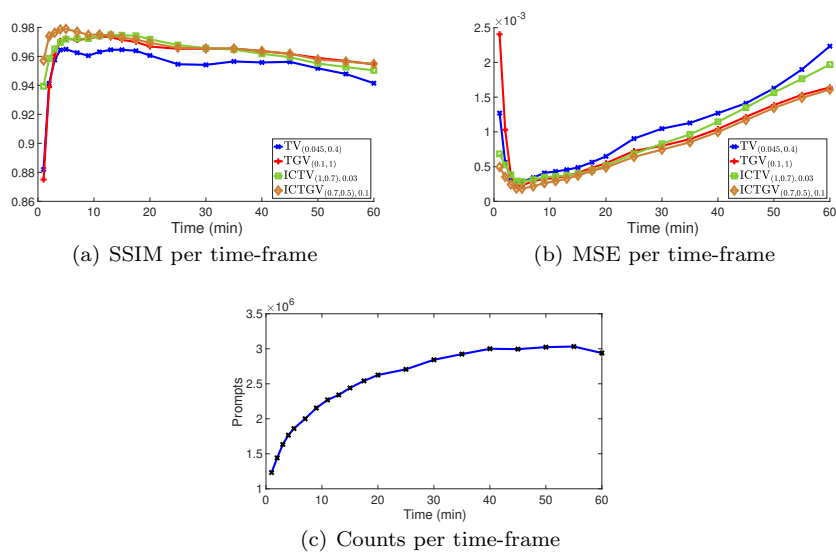 0.98
0.96
0.94
0.92
0.9
0.88
0.86
0 10 20 30 40 50 60
Time (min)
TV(0.045,0.4)
TGV(0.1,1)
ICTV(1,0.7),0.03
ICTGV(0.7,0.5),0.1
(a) SSIM per time-frame
×10-3
2.5
2
1.5
1
0.5
0
0 10 20 30 40 50 60
Time (min)
TV(0.045,0.4)
TGV(0.1,1)
ICTV(1,0.7),0.03
ICTGV(0.7,0.5),0.1
(b) MSE per time-frame
×106
3.5
3
2.5
2
1.5
1
Prompts
0 10 20 30 40 50 60
Time (min)
(c) Counts per time-frame